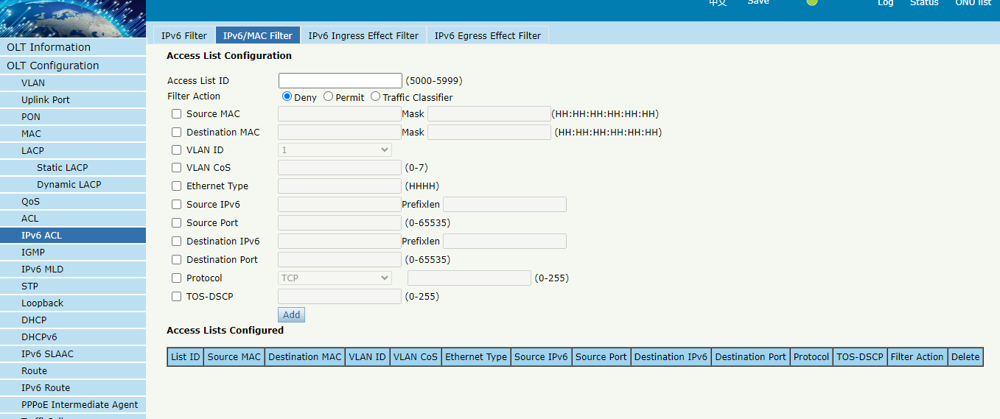 中文 Save Log Status ONU list
IPv6 Filter IPv6/MAC Filter IPv6 Ingress Effect Filter IPv6 Egress Effect Filter
OLT Information
OLT Configuration
VLAN
Uplink Port
PON
MAC
LACP
Static LACP
Dynamic LACP
QoS
ACL
IPv6 ACL
IGMP
IPv6 MLD
STP
Loopback
DHCP
DHCPv6
IPv6 SLAAC
Route
IPv6 Route
PPPoE Intermediate Agent
Access List Configuration
Access List ID (5000-5999)
Filter Action Deny Permit Traffic Classifier
Source MAC Mask (HH:HH:HH:HH:HH:HH)
Destination MAC Mask (HH:HH:HH:HH:HH:HH)
VLAN ID 1
VLAN CoS (0-7)
Ethernet Type (HHHH)
Source IPv6 Prefixlen
Source Port (0-65535)
Destination IPv6 Prefixlen
Destination Port (0-65535)
Protocol TCP (0-255)
TOS-DSCP (0-255)
Add
Access Lists Configured
List ID Source MAC Destination MAC VLAN ID VLAN CoS Ethernet Type Source IPv6 Source Port Destination IPv6 Destination Port Protocol TOS-DSCP Filter Action Delete